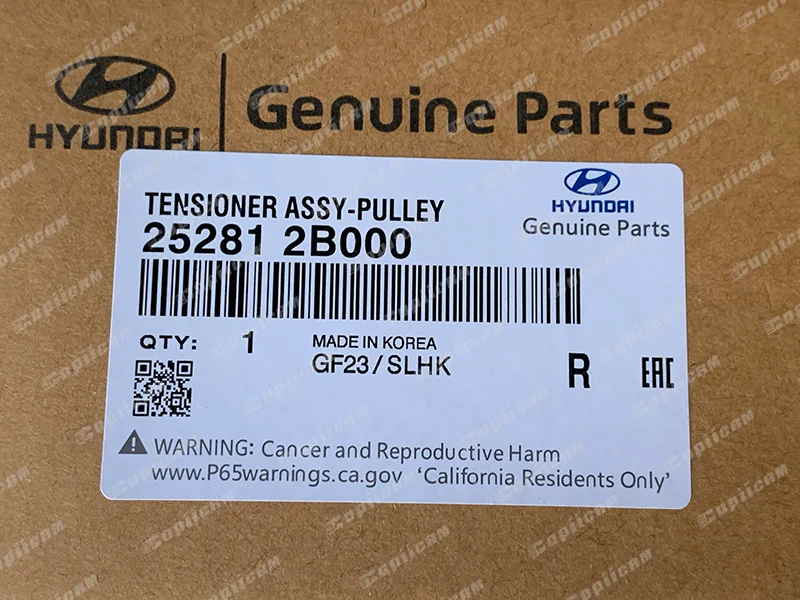 HYUNDAI
Genuine Parts
TENSIONER ASSY-PULLEY
25281 2B000
HYUNDAI
Genuine Parts
QTY: 1
MADE IN KOREA
GF23/SLHK
R
EAC
WARNING: Cancer and Reproductive Harm
www.P65warnings.ca.gov 'California Residents Only'
CapiiCAM